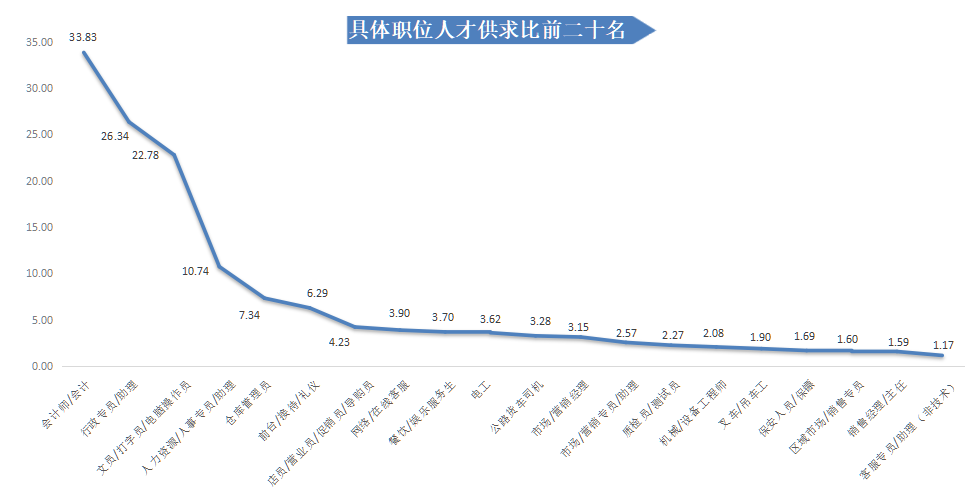 具体职位人才供求比前二十名
35.00
30.00
25.00
20.00
15.00
10.00
5.00
0.00
33.83
26.34
22.78
10.74
7.34
6.29
4.23
3.90
3.70
3.62
3.28
3.15
2.57
2.27
2.08
1.90
1.69
1.60
1.59
1.17
会计师/会计
行政专员/助理
文员/打字员/电脑操作员
人力资源/人事专员/助理
仓库管理员
前台/接待/礼仪
店员/营业员/促销员/导购员
网络/在线客服
餐饮/娱乐服务生
电工
公路货车司机
市场/营销经理
市场/营销专员/助理
质检员/测试员
机械/设备工程师
叉车/吊车工
保安人员/保镖
区域市场/销售专员
销售经理/主任
客服专员/助理（非技术）